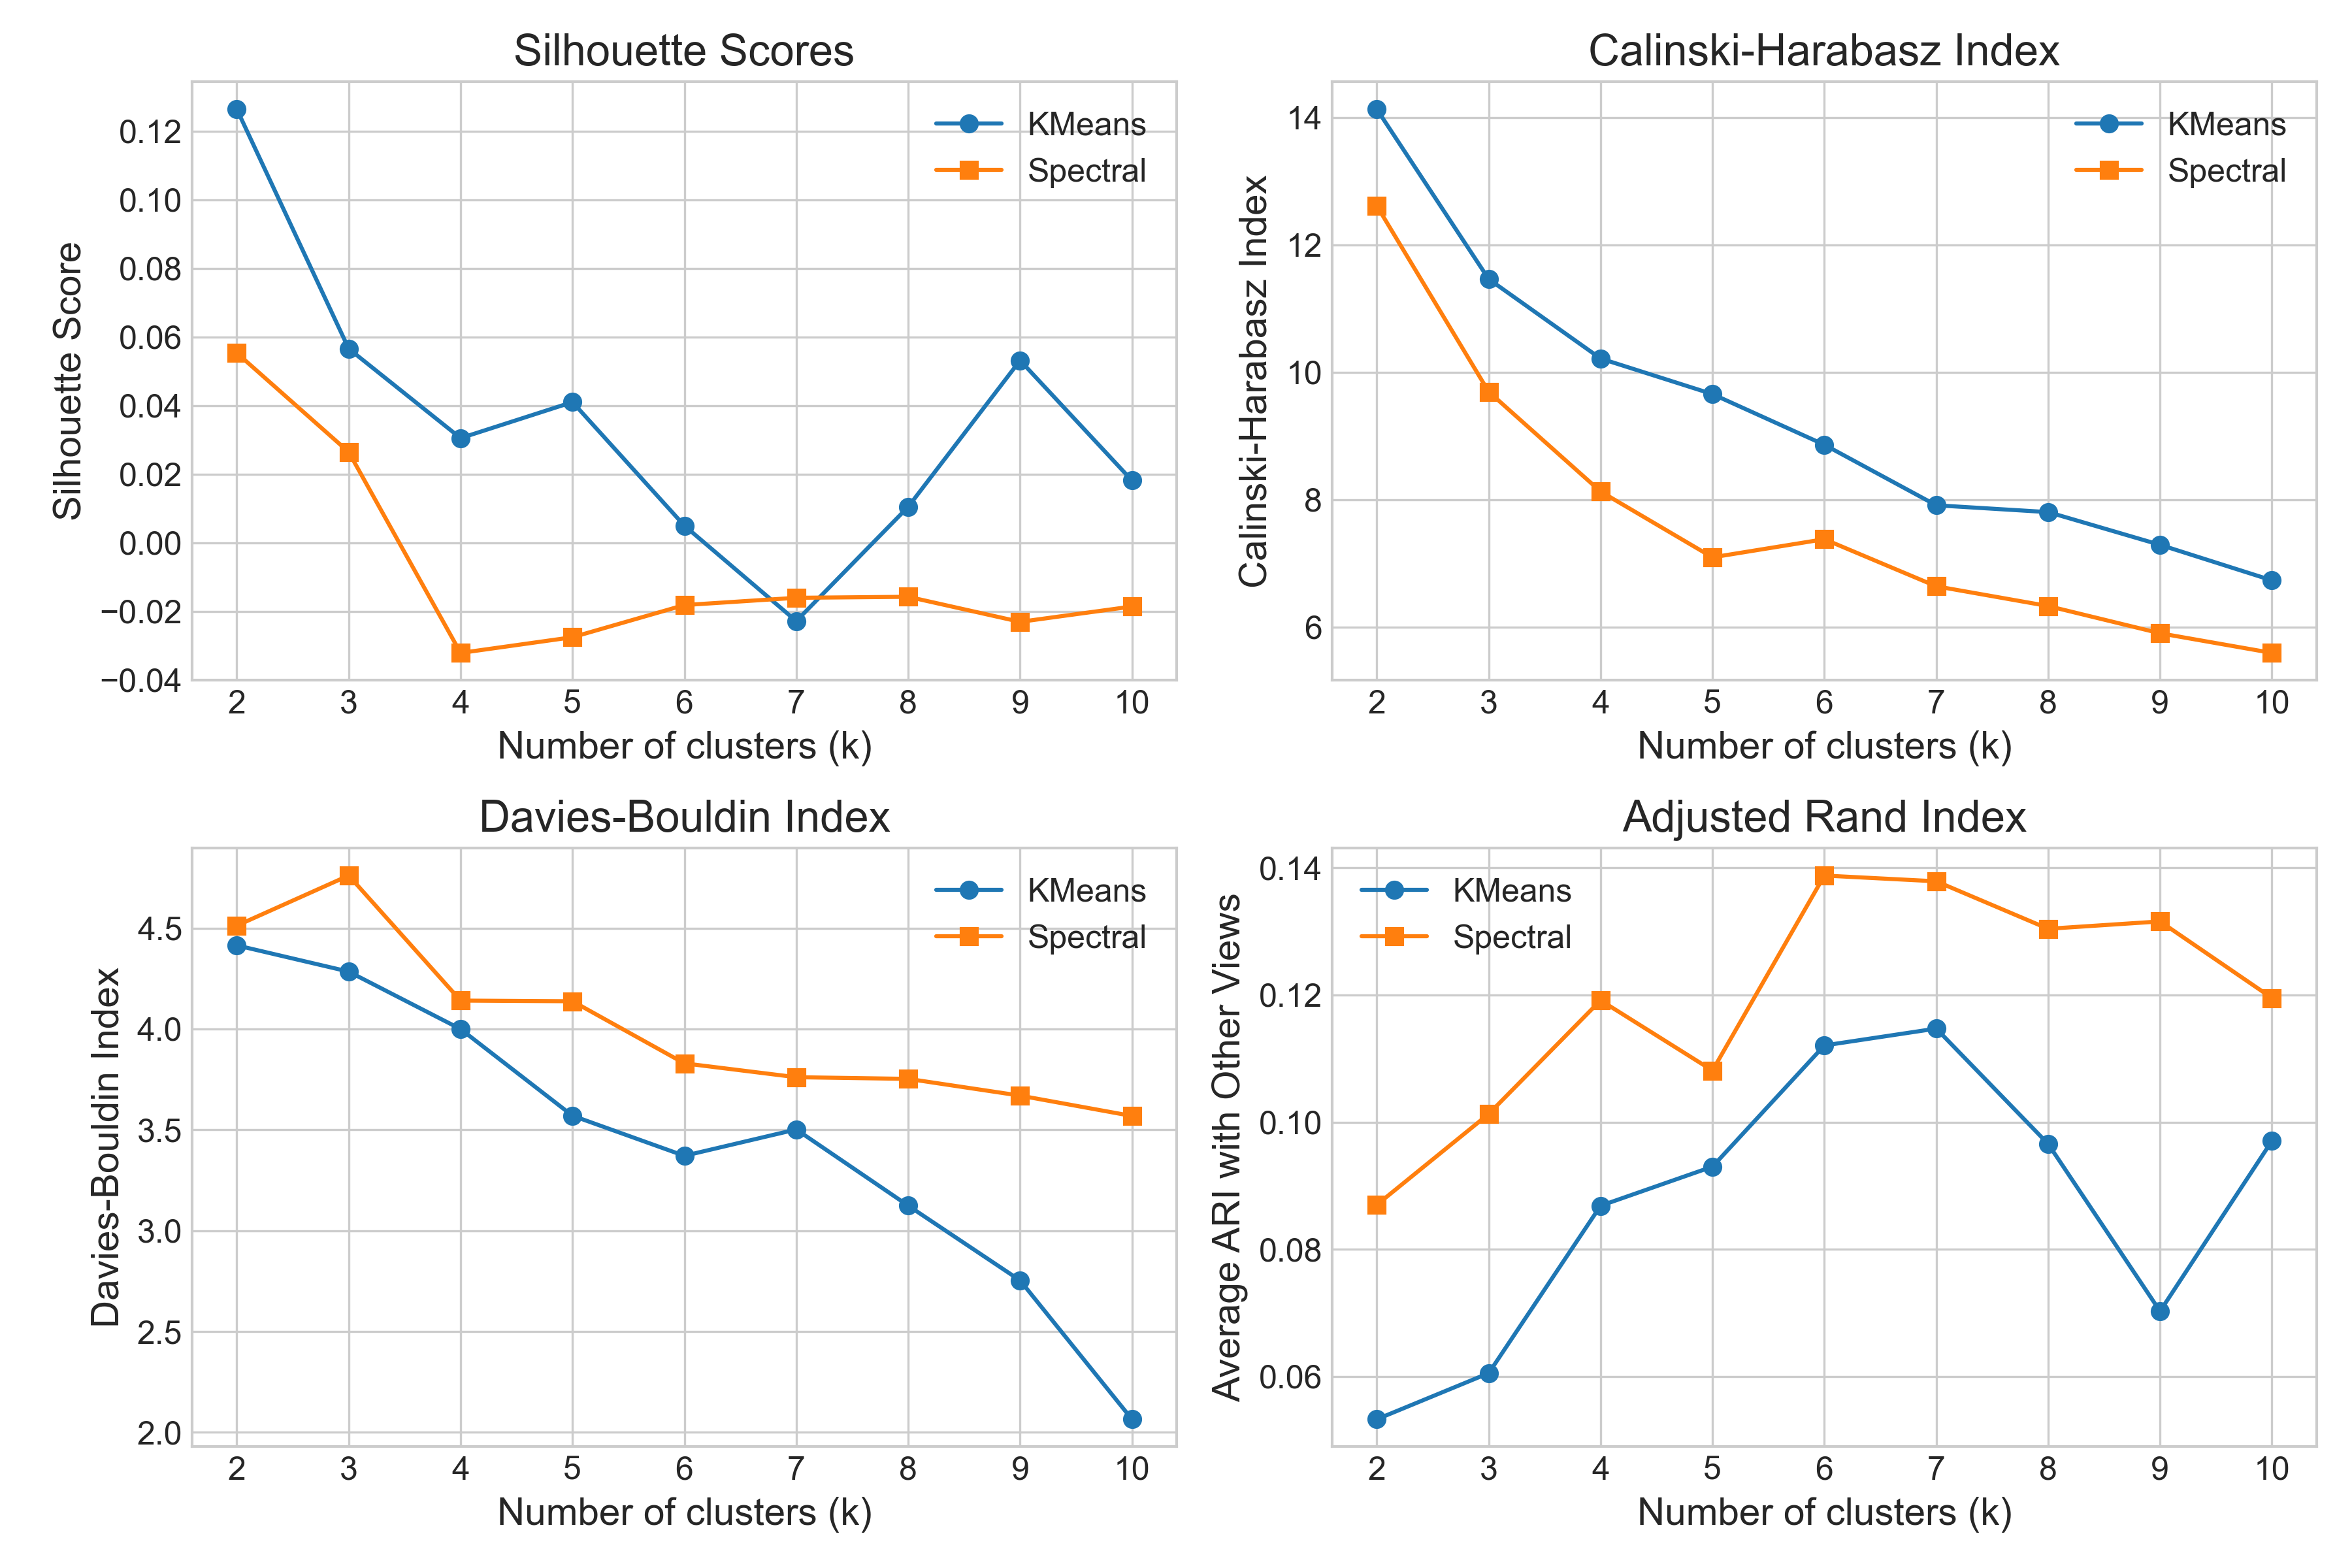 Silhouette Scores
Silhouette Score
0.12
0.10
0.08
0.06
0.04
0.02
0.00
−0.02
−0.04
2 3 4 5 6 7 8 9 10
Number of clusters (k)
KMeans
Spectral
Calinski-Harabasz Index
Calinski-Harabasz Index
14
12
10
8
6
2 3 4 5 6 7 8 9 10
Number of clusters (k)
KMeans
Spectral
Davies-Bouldin Index
Davies-Bouldin Index
4.5
4.0
3.5
3.0
2.5
2.0
2 3 4 5 6 7 8 9 10
Number of clusters (k)
KMeans
Spectral
Adjusted Rand Index
Average ARI with Other Views
0.14
0.12
0.10
0.08
0.06
2 3 4 5 6 7 8 9 10
Number of clusters (k)
KMeans
Spectral